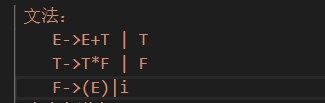 文法：
E->E+T | T
T->T*F | F
F->(E)|i